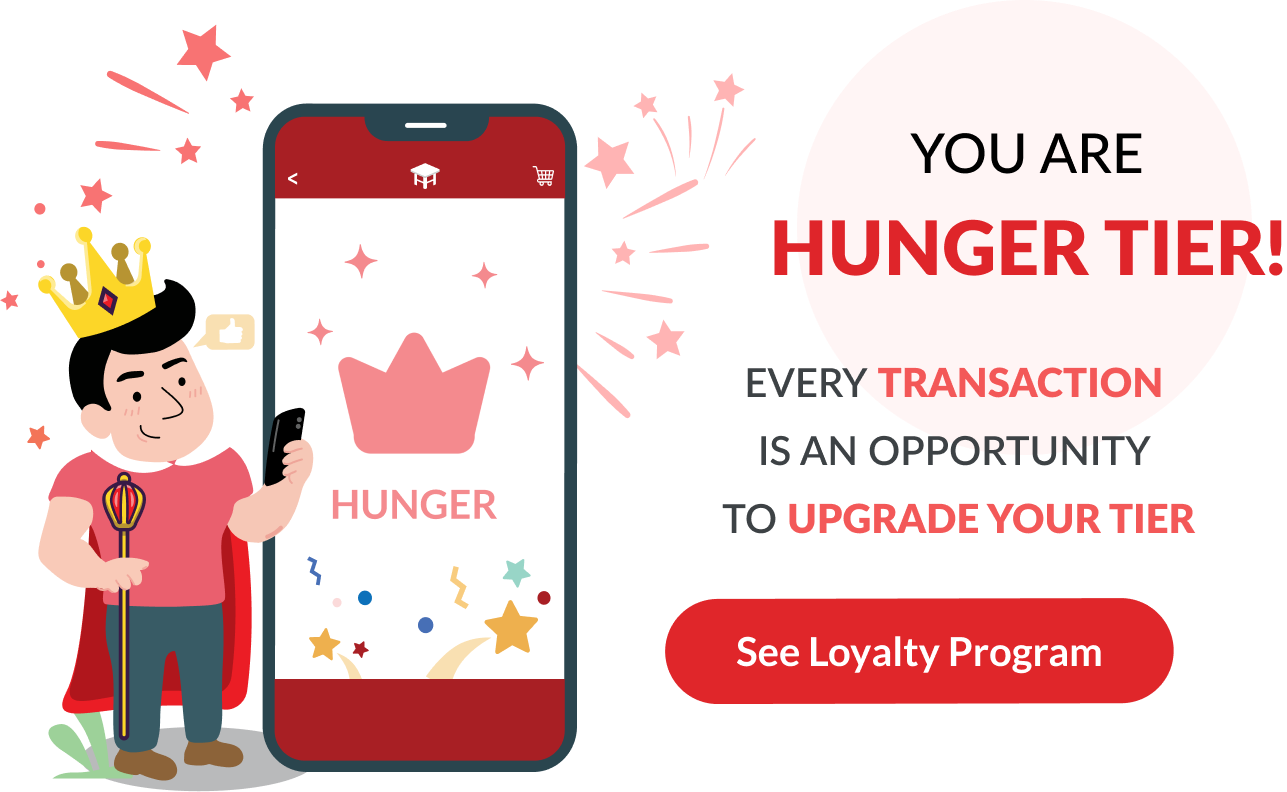 <
HUNGER
YOU ARE
HUNGER TIER!
EVERY TRANSACTION
IS AN OPPORTUNITY
TO UPGRADE YOUR TIER
See Loyalty Program